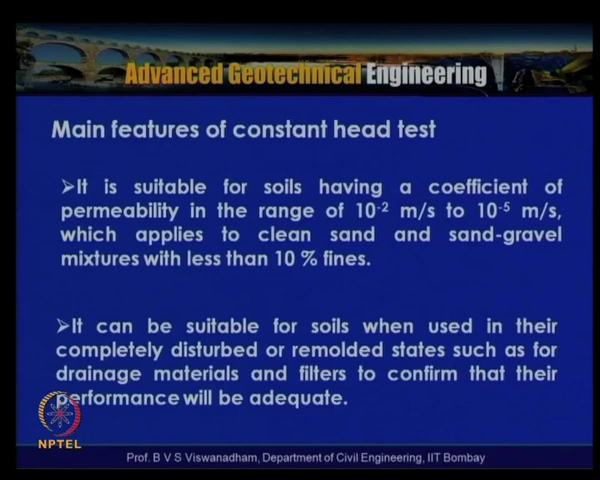 Advanced Geotechnical Engineering
Main features of constant head test
➢It is suitable for soils having a coefficient of
permeability in the range of 10⁻² m/s to 10⁻⁵ m/s,
which applies to clean sand and sand-gravel
mixtures with less than 10 % fines.
➢It can be suitable for soils when used in their
completely disturbed or remolded states such as for
drainage materials and filters to confirm that their
performance will be adequate.
NPTEL
Prof. B V S Viswanadham, Department of Civil Engineering, IIT Bombay